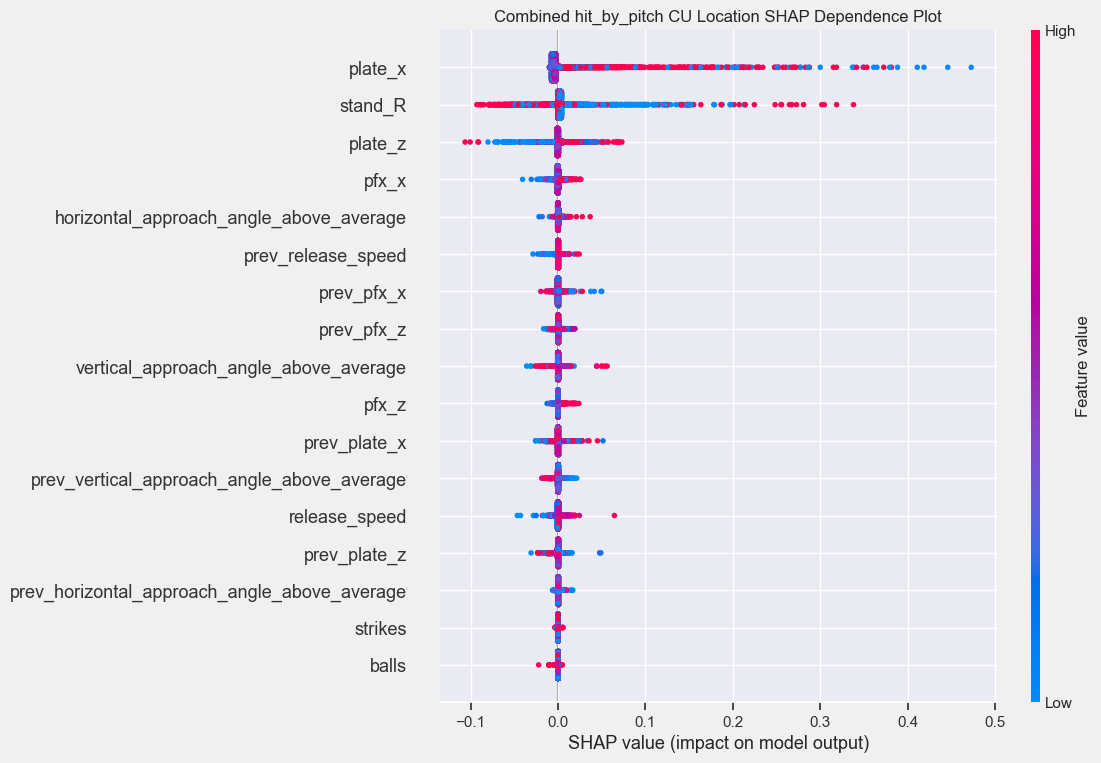 Combined hit_by_pitch CU Location SHAP Dependence Plot
High
plate_x
stand_R
plate_z
pfx_x
horizontal_approach_angle_above_average
prev_release_speed
prev_pfx_x
prev_pfx_z
vertical_approach_angle_above_average
pfx_z
prev_plate_x
prev_vertical_approach_angle_above_average
release_speed
prev_plate_z
prev_horizontal_approach_angle_above_average
strikes
balls
Feature value
Low
−0.1 0.0 0.1 0.2 0.3 0.4 0.5
SHAP value (impact on model output)